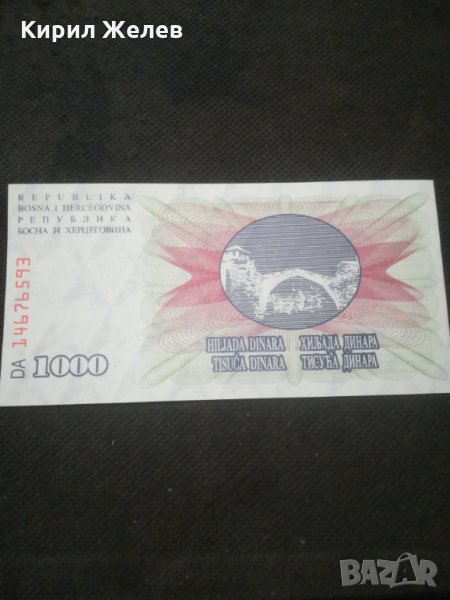 Кирил Желев
REPUBLIKA
BOSNA I HERCEGOVINA
РЕПУБЛИКА
БОСНА И ХЕРЦЕГОВИНА
DA 14676593
1000
HILJADA DINARA ХИЉАДА ДИНАРА
TISUĆA DINARA ТИСУЋА ДИНАРА
BAZAR